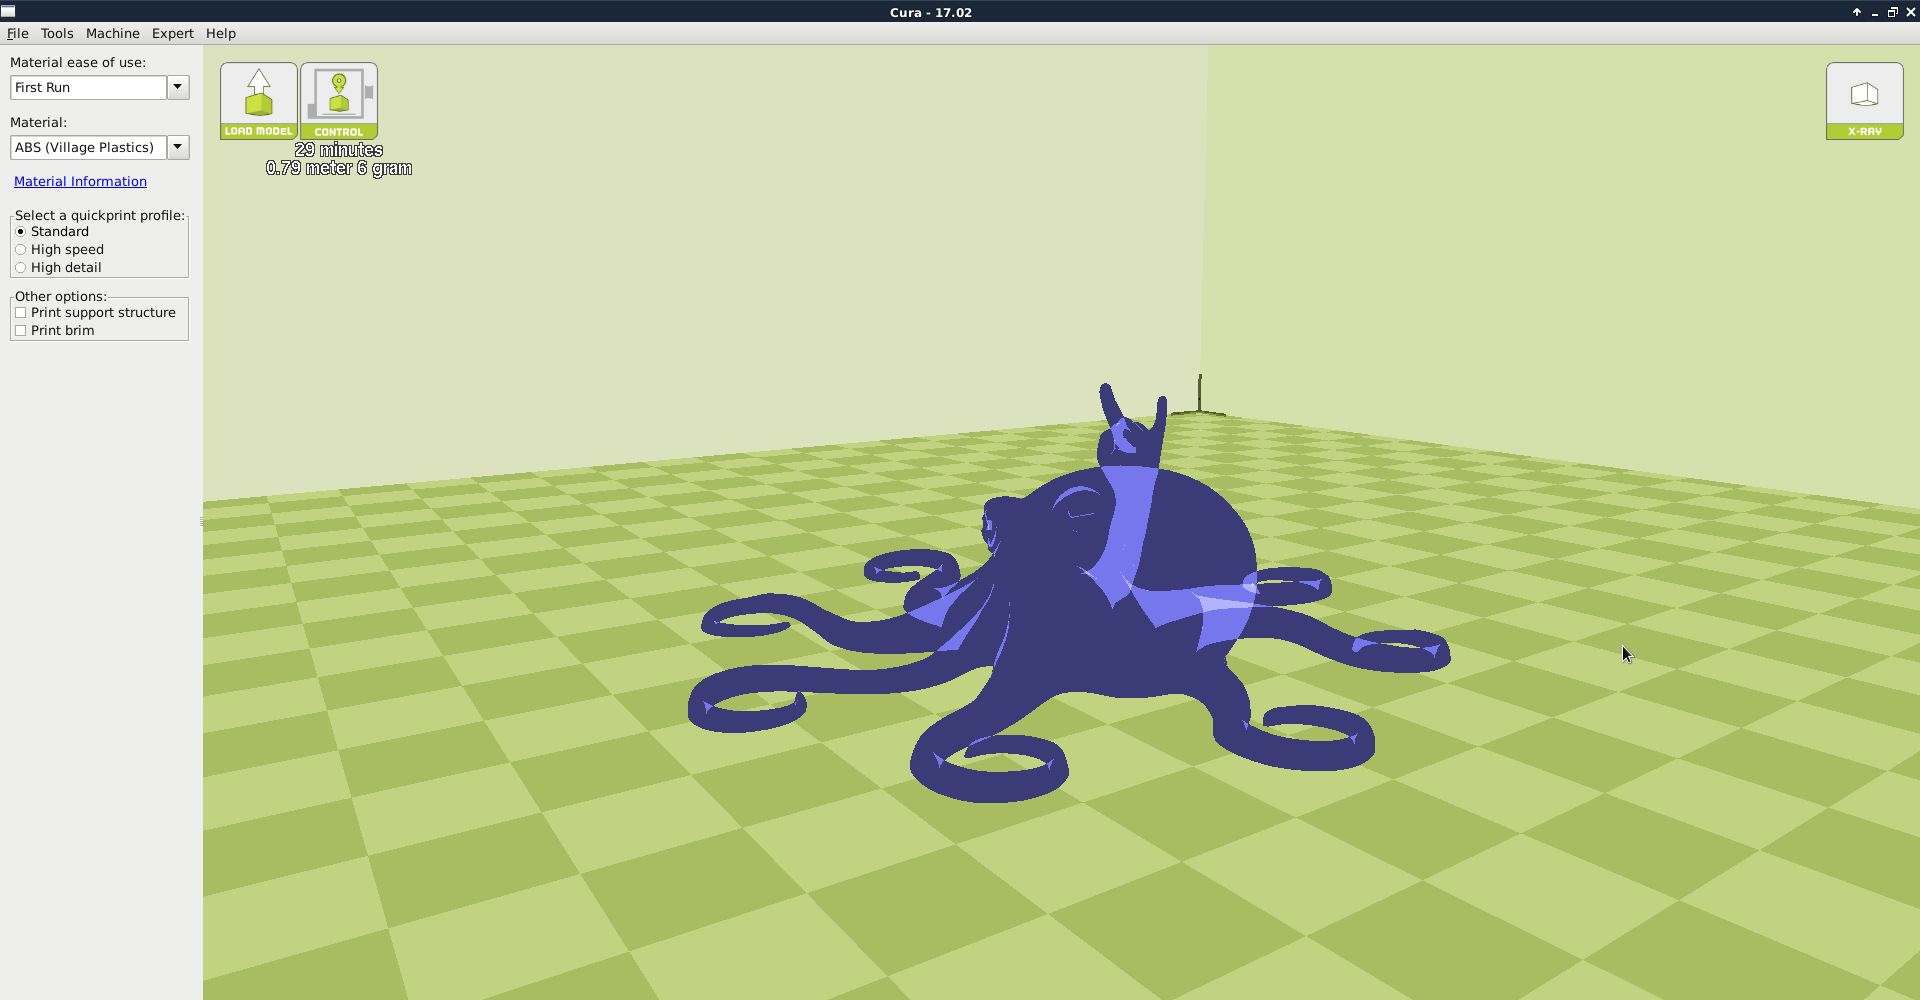 Cura - 17.02
File Tools Machine Expert Help
Material ease of use:
First Run
Material:
ABS (Village Plastics)
Material Information
Select a quickprint profile:
Standard
High speed
High detail
Other options:
Print support structure
Print brim
LOAD MODEL
CONTROL
29 minutes
0.79 meter 6 gram
X-RAY